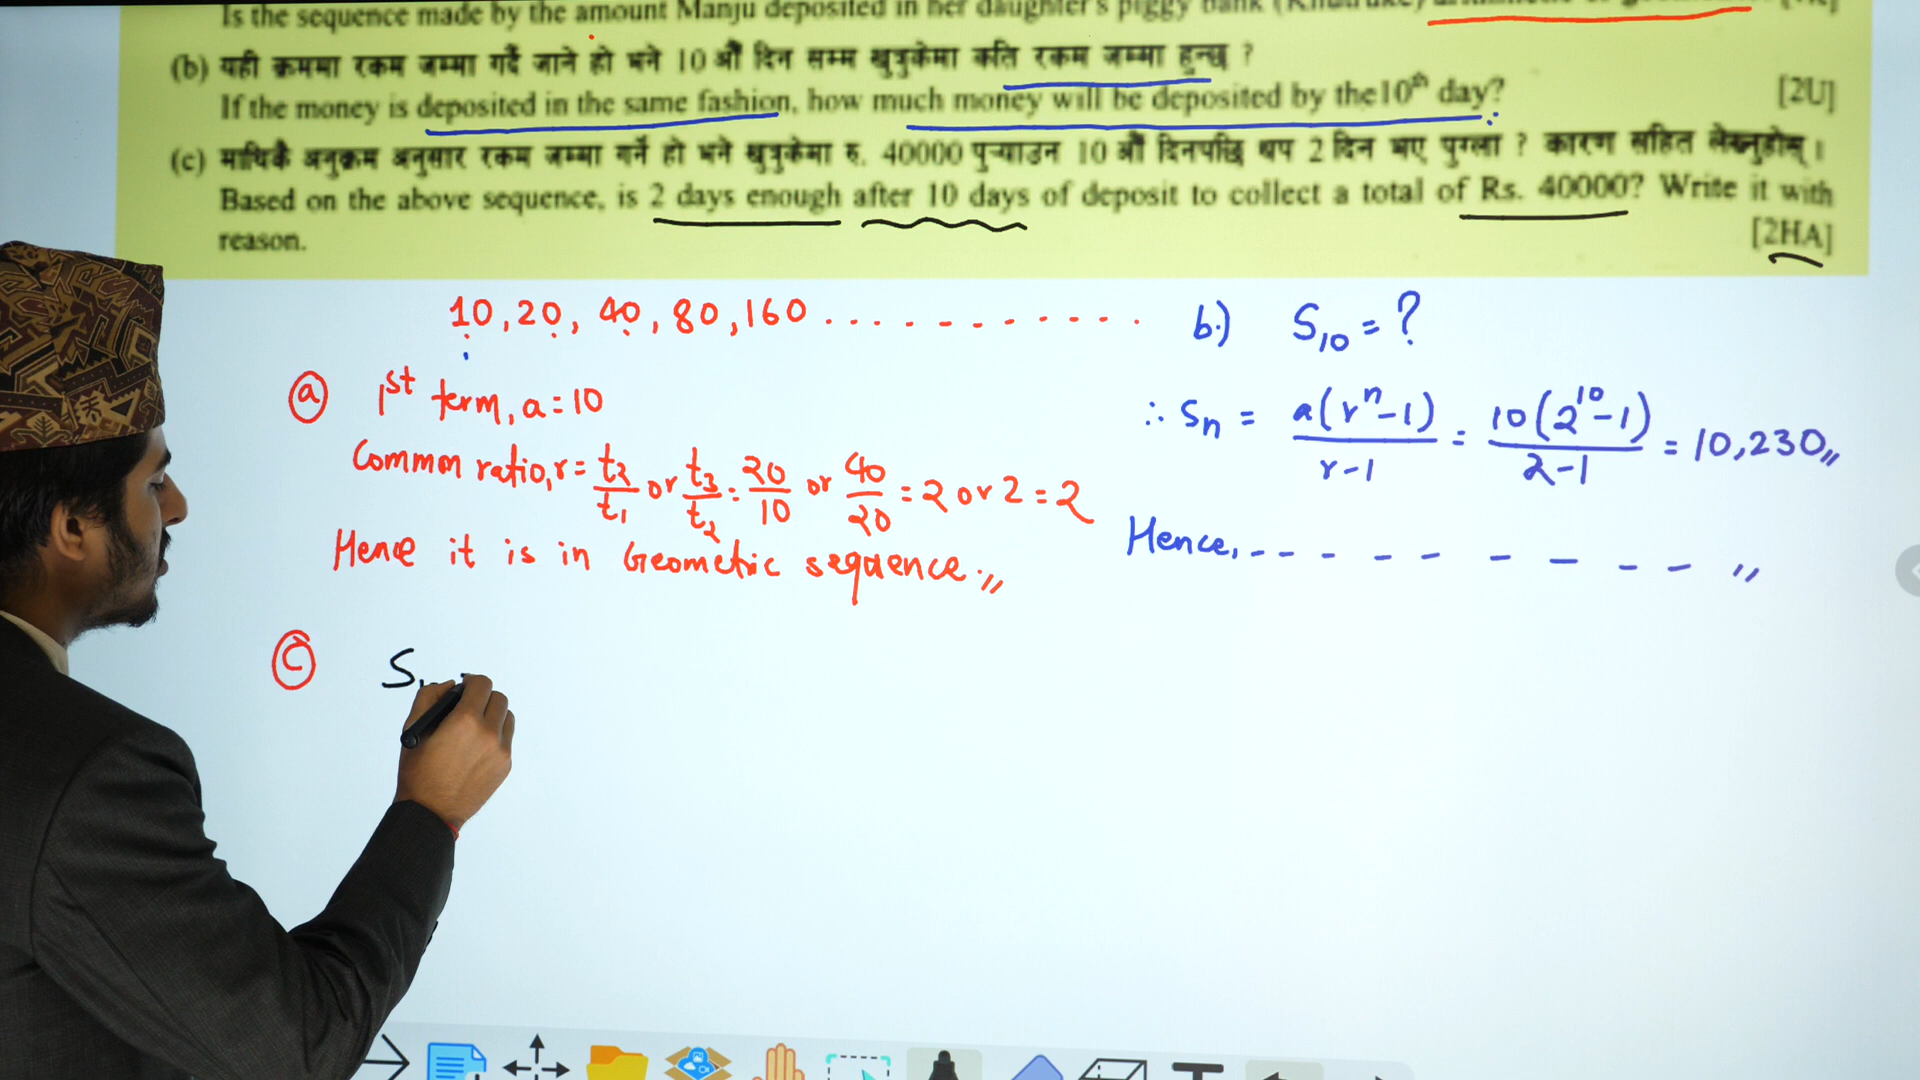 Is the sequence made by the amount Manju deposited in her daughter's piggy bank
(b) यही क्रममा रकम जम्मा गर्दै जाने हो भने 10 औं दिन सम्म खुत्रुकेमा कति रकम जम्मा हुन्छ ?
If the money is deposited in the same fashion, how much money will be deposited by the10th day? [2U]
(c) माथिकै अनुक्रम अनुसार रकम जम्मा गर्ने हो भने खुत्रुकेमा रु. 40000 पुऱ्याउन 10 औं दिनपछि थप 2 दिन भए पुग्ला ? कारण सहित लेख्नुहोस् ।
Based on the above sequence, is 2 days enough after 10 days of deposit to collect a total of Rs. 40000? Write it with
reason. [2HA]
10, 20, 40, 80, 160 ............
(a) 1st term, a = 10
Common ratio, r = t2/t1 or t3/t2 = 20/10 or 40/20 = 2 or 2 = 2
Hence it is in Geometric sequence.,,
b.) S10 = ?
∴ Sn = a(r^n-1)/r-1 = 10(2^10-1)/2-1 = 10,230,,
Hence, - - - - - - - - - ,,
(c) S